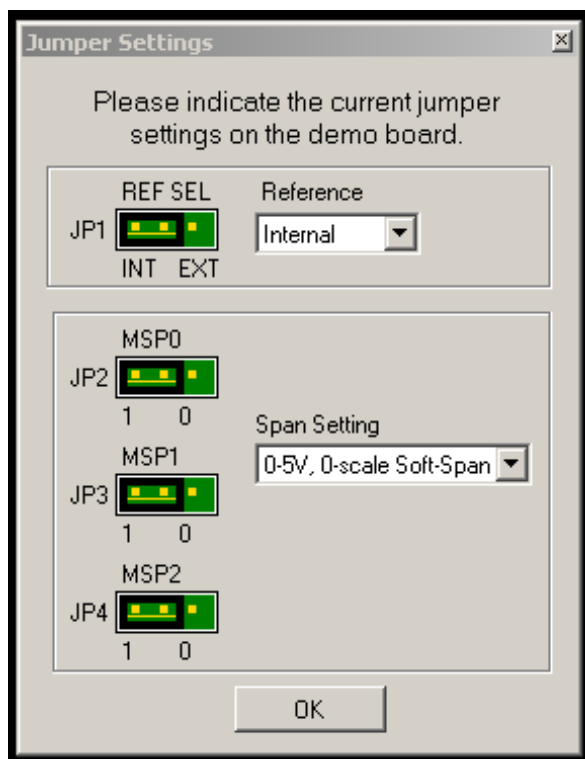 Jumper Settings
Please indicate the current jumper
settings on the demo board.
REF SEL
Reference
JP1
Internal
INT EXT
MSP0
JP2
1 0
MSP1
JP3
1 0
MSP2
JP4
1 0
Span Setting
0-5V, 0-scale Soft-Span
OK